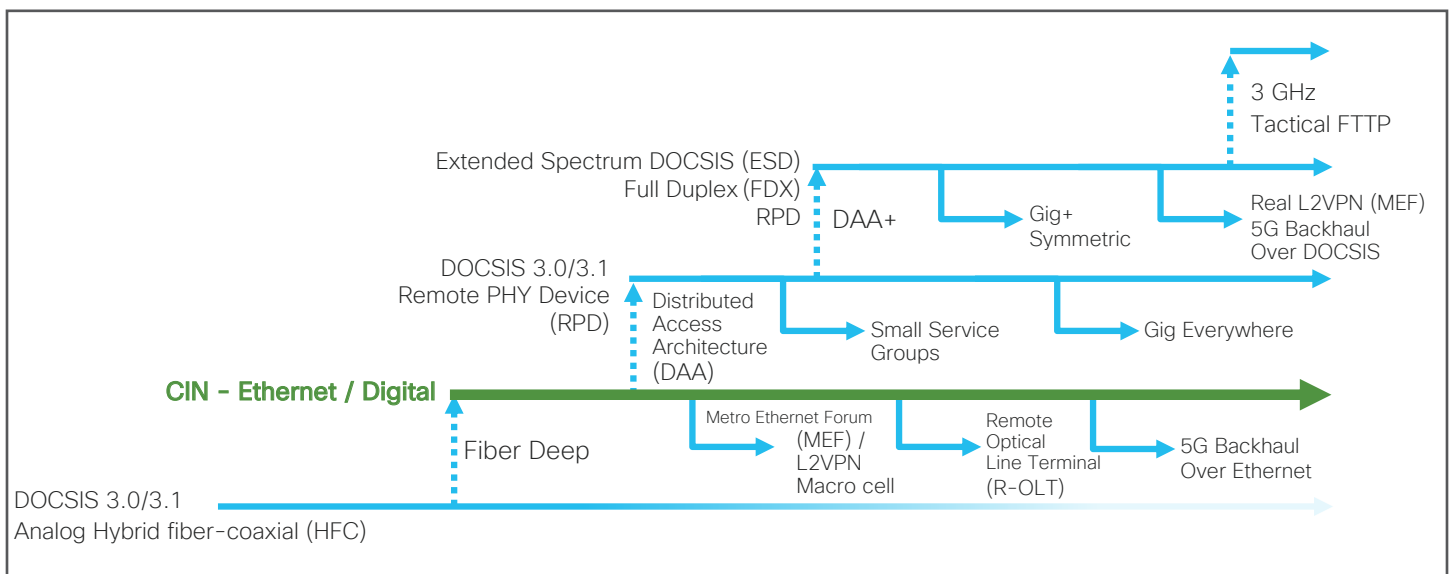 3 GHz
Tactical FTTP
Extended Spectrum DOCSIS (ESD)
Full Duplex (FDX)
RPD
DAA+
Gig+
Symmetric
Real L2VPN (MEF)
5G Backhaul
Over DOCSIS
DOCSIS 3.0/3.1
Remote PHY Device
(RPD)
Distributed
Access
Architecture
(DAA)
Small Service
Groups
Gig Everywhere
CIN - Ethernet / Digital
Fiber Deep
Metro Ethernet Forum
(MEF) /
L2VPN
Macro cell
Remote
Optical
Line Terminal
(R-OLT)
5G Backhaul
Over Ethernet
DOCSIS 3.0/3.1
Analog Hybrid fiber-coaxial (HFC)